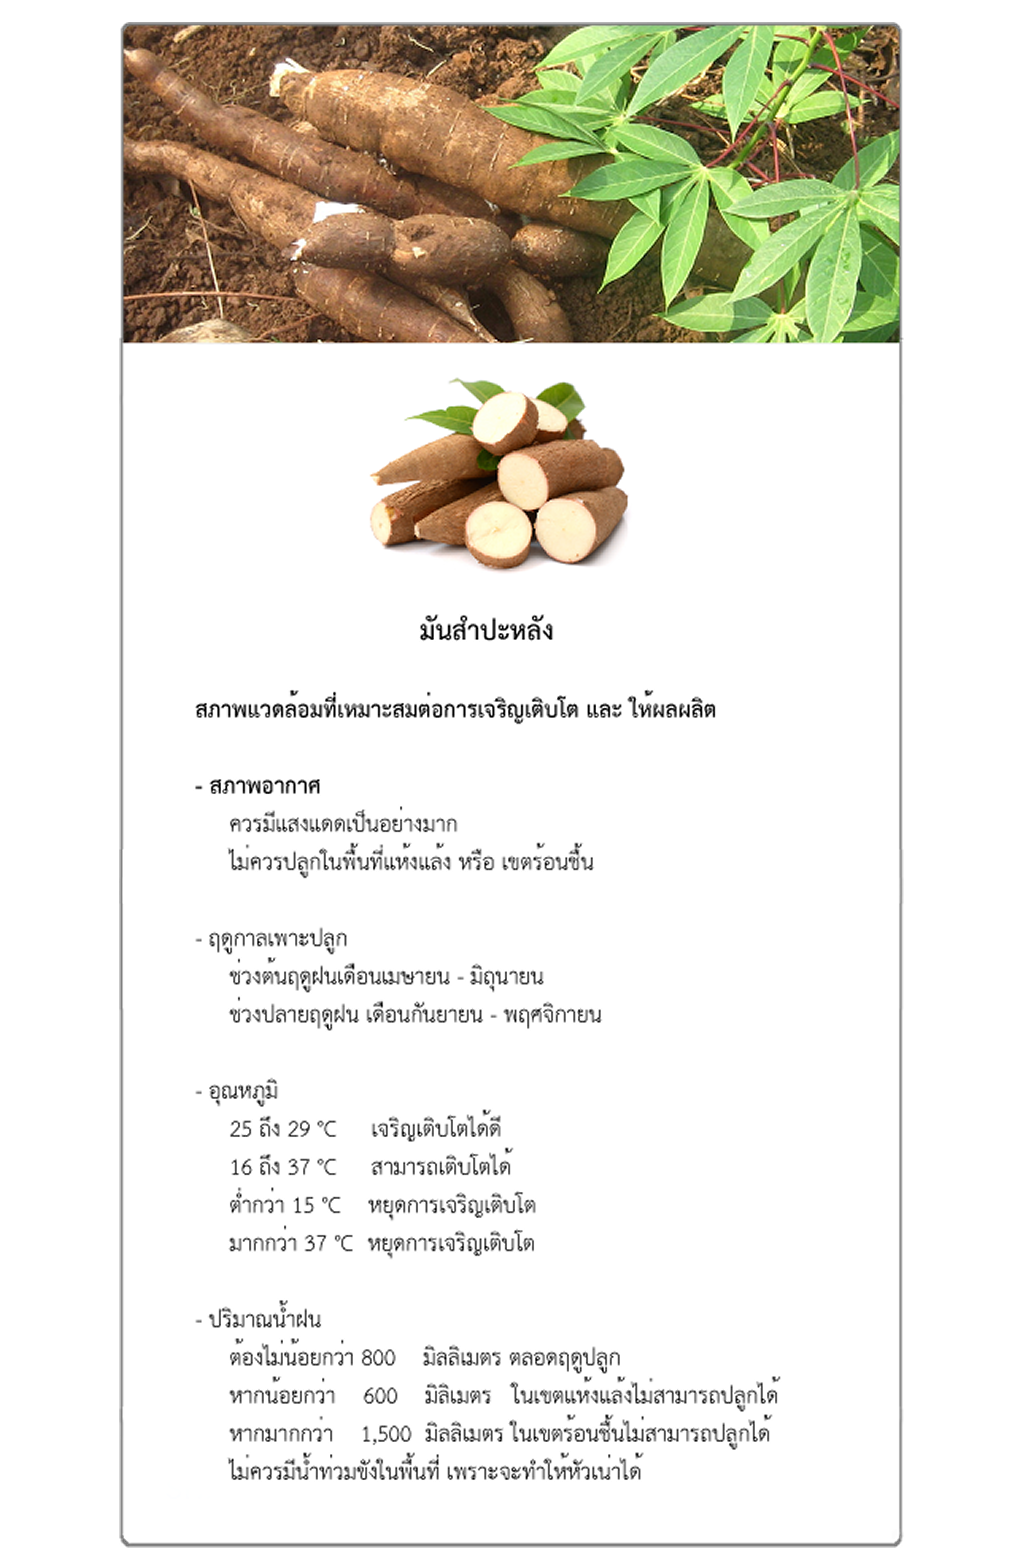 มันสำปะหลัง
สภาพแวดล้อมที่เหมาะสมต่อการเจริญเติบโต และ ให้ผลผลิต
- สภาพอากาศ
ควรมีแสงแดดเป็นอย่างมาก
ไม่ควรปลูกในพื้นที่แห้งแล้ง หรือ เขตร้อนชื้น
- ฤดูกาลเพาะปลูก
ช่วงต้นฤดูฝนเดือนเมษายน - มิถุนายน
ช่วงปลายฤดูฝน เดือนกันยายน - พฤศจิกายน
- อุณหภูมิ
25 ถึง 29 °C เจริญเติบโตได้ดี
16 ถึง 37 °C สามารถเติบโตได้
ต่ำกว่า 15 °C หยุดการเจริญเติบโต
มากกว่า 37 °C หยุดการเจริญเติบโต
- ปริมาณน้ำฝน
ต้องไม่น้อยกว่า 800 มิลลิเมตร ตลอดฤดูปลูก
หากน้อยกว่า 600 มิลิเมตร ในเขตแห้งแล้งไม่สามารถปลูกได้
หากมากกว่า 1,500 มิลลิเมตร ในเขตร้อนชื้นไม่สามารถปลูกได้
ไม่ควรมีน้ำท่วมขังในพื้นที่ เพราะจะทำให้หัวเน่าได้